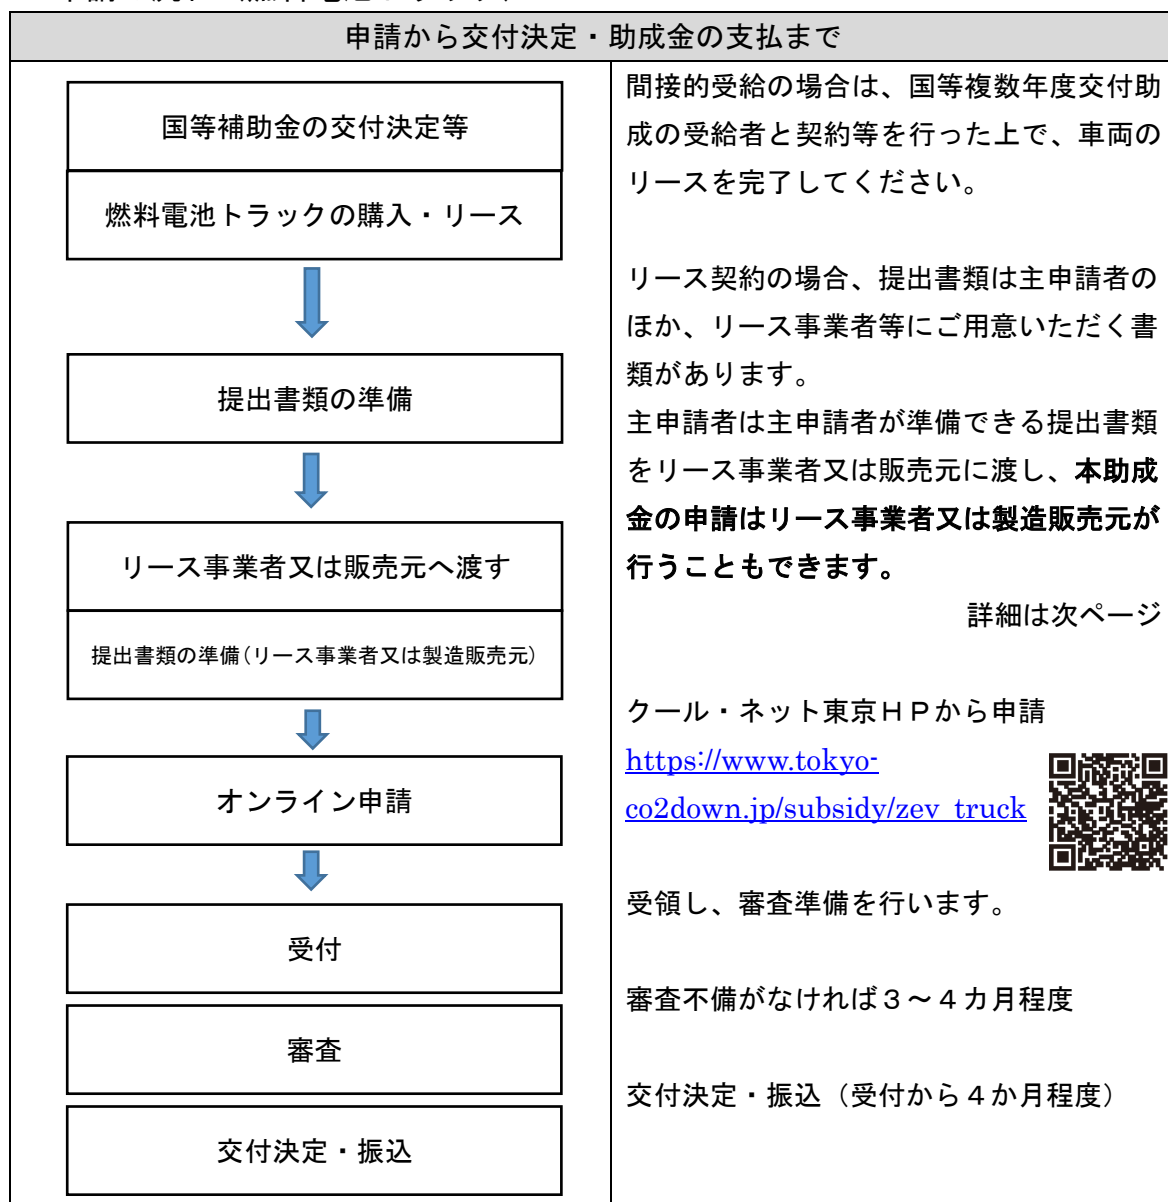 申請から交付決定・助成金の支払まで
国等補助金の交付決定等
燃料電池トラックの購入・リース
提出書類の準備
リース事業者又は販売元へ渡す
提出書類の準備（リース事業者又は製造販売元）
オンライン申請
受付
審査
交付決定・振込
間接的受給の場合は、国等複数年度交付助
成の受給者と契約等を行った上で、車両の
リースを完了してください。
リース契約の場合、提出書類は主申請者の
ほか、リース事業者等にご用意いただく書
類があります。
主申請者は主申請者が準備できる提出書類
をリース事業者又は販売元に渡し、本助成
金の申請はリース事業者又は製造販売元が
行うこともできます。
詳細は次ページ
クール・ネット東京ＨＰから申請
https://www.tokyo-
co2down.jp/subsidy/zev_truck
受領し、審査準備を行います。
審査不備がなければ３～４カ月程度
交付決定・振込（受付から４か月程度）